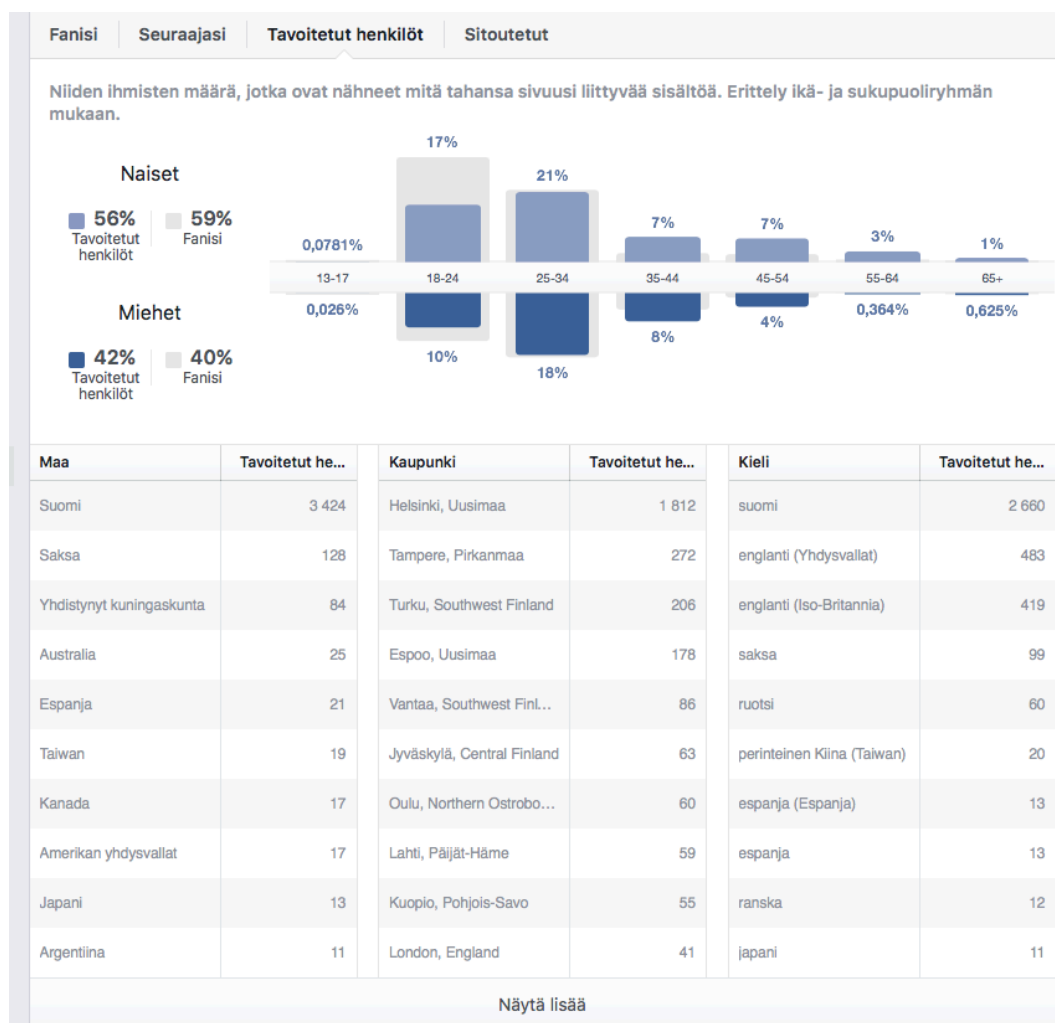 Fanisi Seuraajasi Tavoitetut henkilöt Sitoutetut
Niiden ihmisten määrä, jotka ovat nähneet mitä tahansa sivuusi liittyvää sisältöä. Erittely ikä- ja sukupuoliryhmän
mukaan.
Naiset
56% 59%
Tavoitetut Fanisi
henkilöt
17%
21%
0,0781% 7% 7% 3% 1%
13-17 18-24 25-34 35-44 45-54 55-64 65+
0,026% 10% 18% 8% 4% 0,364% 0,625%
Miehet
42% 40%
Tavoitetut Fanisi
henkilöt
Maa Tavoitetut he... Kaupunki Tavoitetut he... Kieli Tavoitetut he...
Suomi 3 424 Helsinki, Uusimaa 1 812 suomi 2 660
Saksa 128 Tampere, Pirkanmaa 272 englanti (Yhdysvallat) 483
Yhdistynyt kuningaskunta 84 Turku, Southwest Finland 206 englanti (Iso-Britannia) 419
Australia 25 Espoo, Uusimaa 178 saksa 99
Espanja 21 Vantaa, Southwest Finl... 86 ruotsi 60
Taiwan 19 Jyväskylä, Central Finland 63 perinteinen Kiina (Taiwan) 20
Kanada 17 Oulu, Northern Ostrobo... 60 espanja (Espanja) 13
Amerikan yhdysvallat 17 Lahti, Päijät-Häme 59 espanja 13
Japani 13 Kuopio, Pohjois-Savo 55 ranska 12
Argentiina 11 London, England 41 japani 11
Näytä lisää